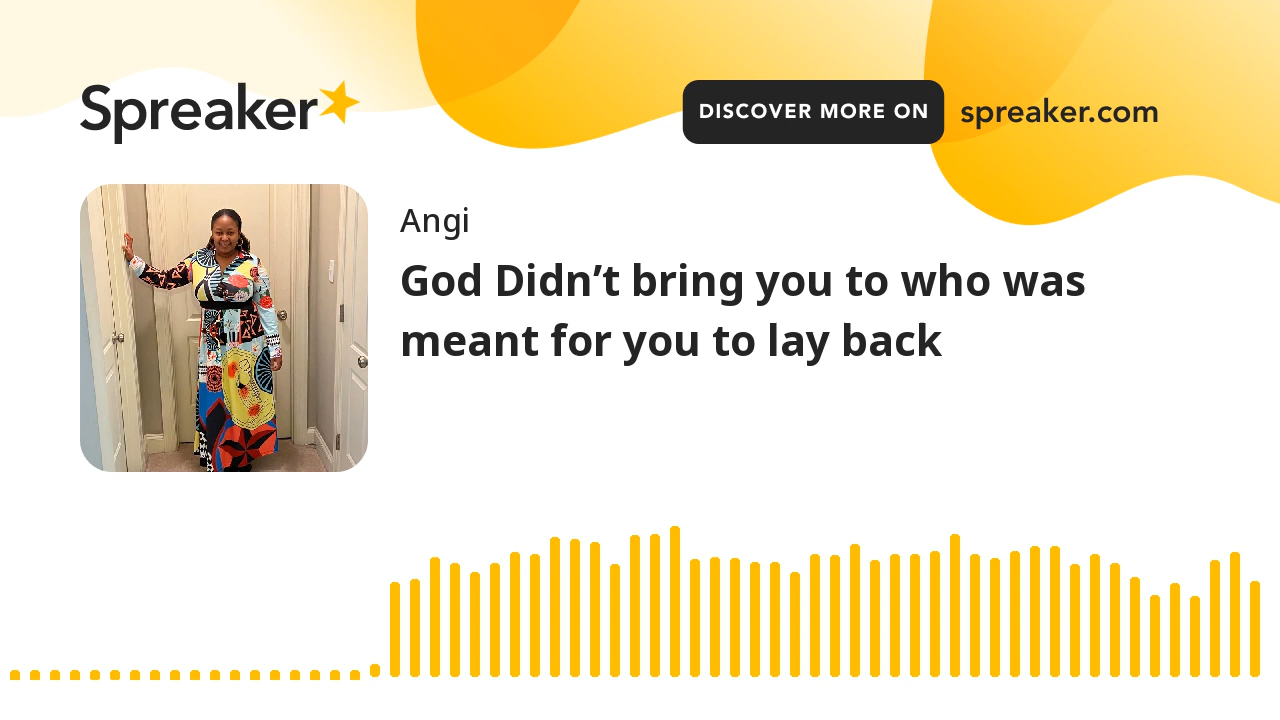 Spreaker
DISCOVER MORE ON spreaker.com
Angi
God Didn’t bring you to who was
meant for you to lay back